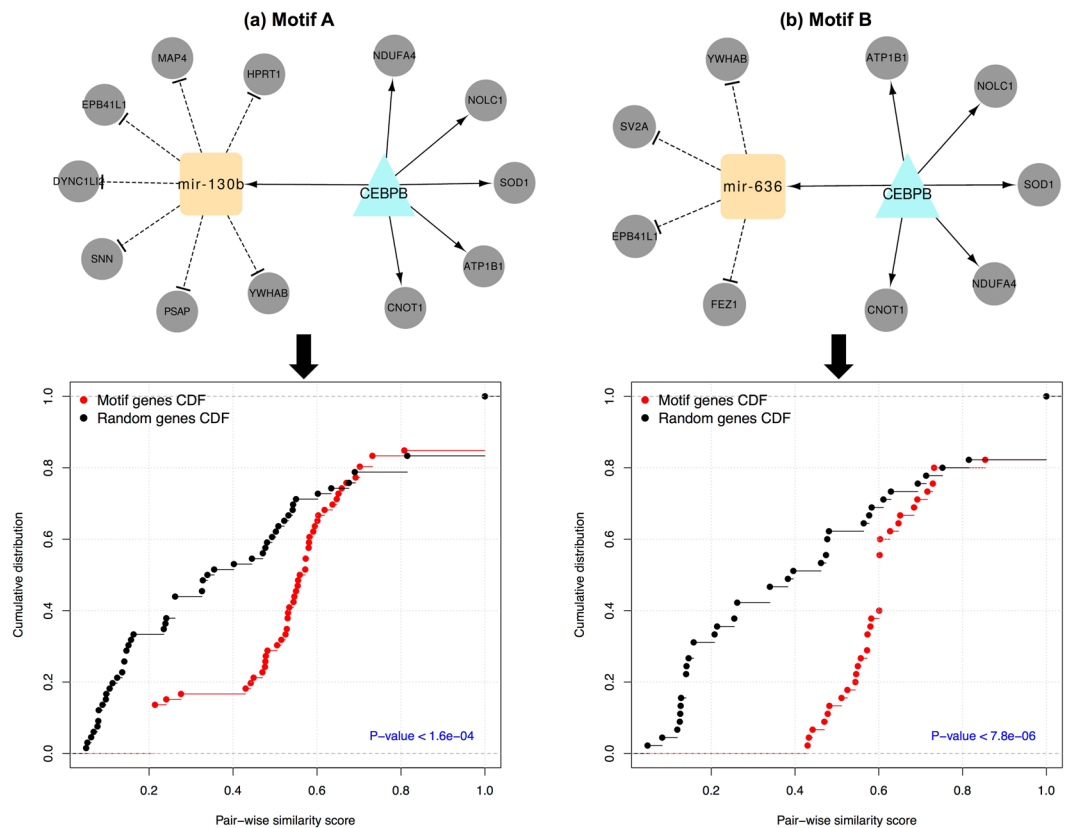 (a) Motif A
MAP4
HPRT1
NDUFA4
EPB41L1
NOLC1
DYNC1LI2
mir-130b
CEBPB
SOD1
SNN
ATP1B1
PSAP
YWHAB
CNOT1
(b) Motif B
YWHAB
ATP1B1
NOLC1
SV2A
mir-636
CEBPB
SOD1
EPB41L1
NDUFA4
FEZ1
CNOT1
Motif genes CDF
Random genes CDF
Cumulative distribution
1.0
0.8
0.6
0.4
0.2
0.0
P-value < 1.6e-04
0.2
0.4
0.6
0.8
1.0
Pair-wise similarity score
Motif genes CDF
Random genes CDF
Cumulative distribution
1.0
0.8
0.6
0.4
0.2
0.0
P-value < 7.8e-06
0.2
0.4
0.6
0.8
1.0
Pair-wise similarity score